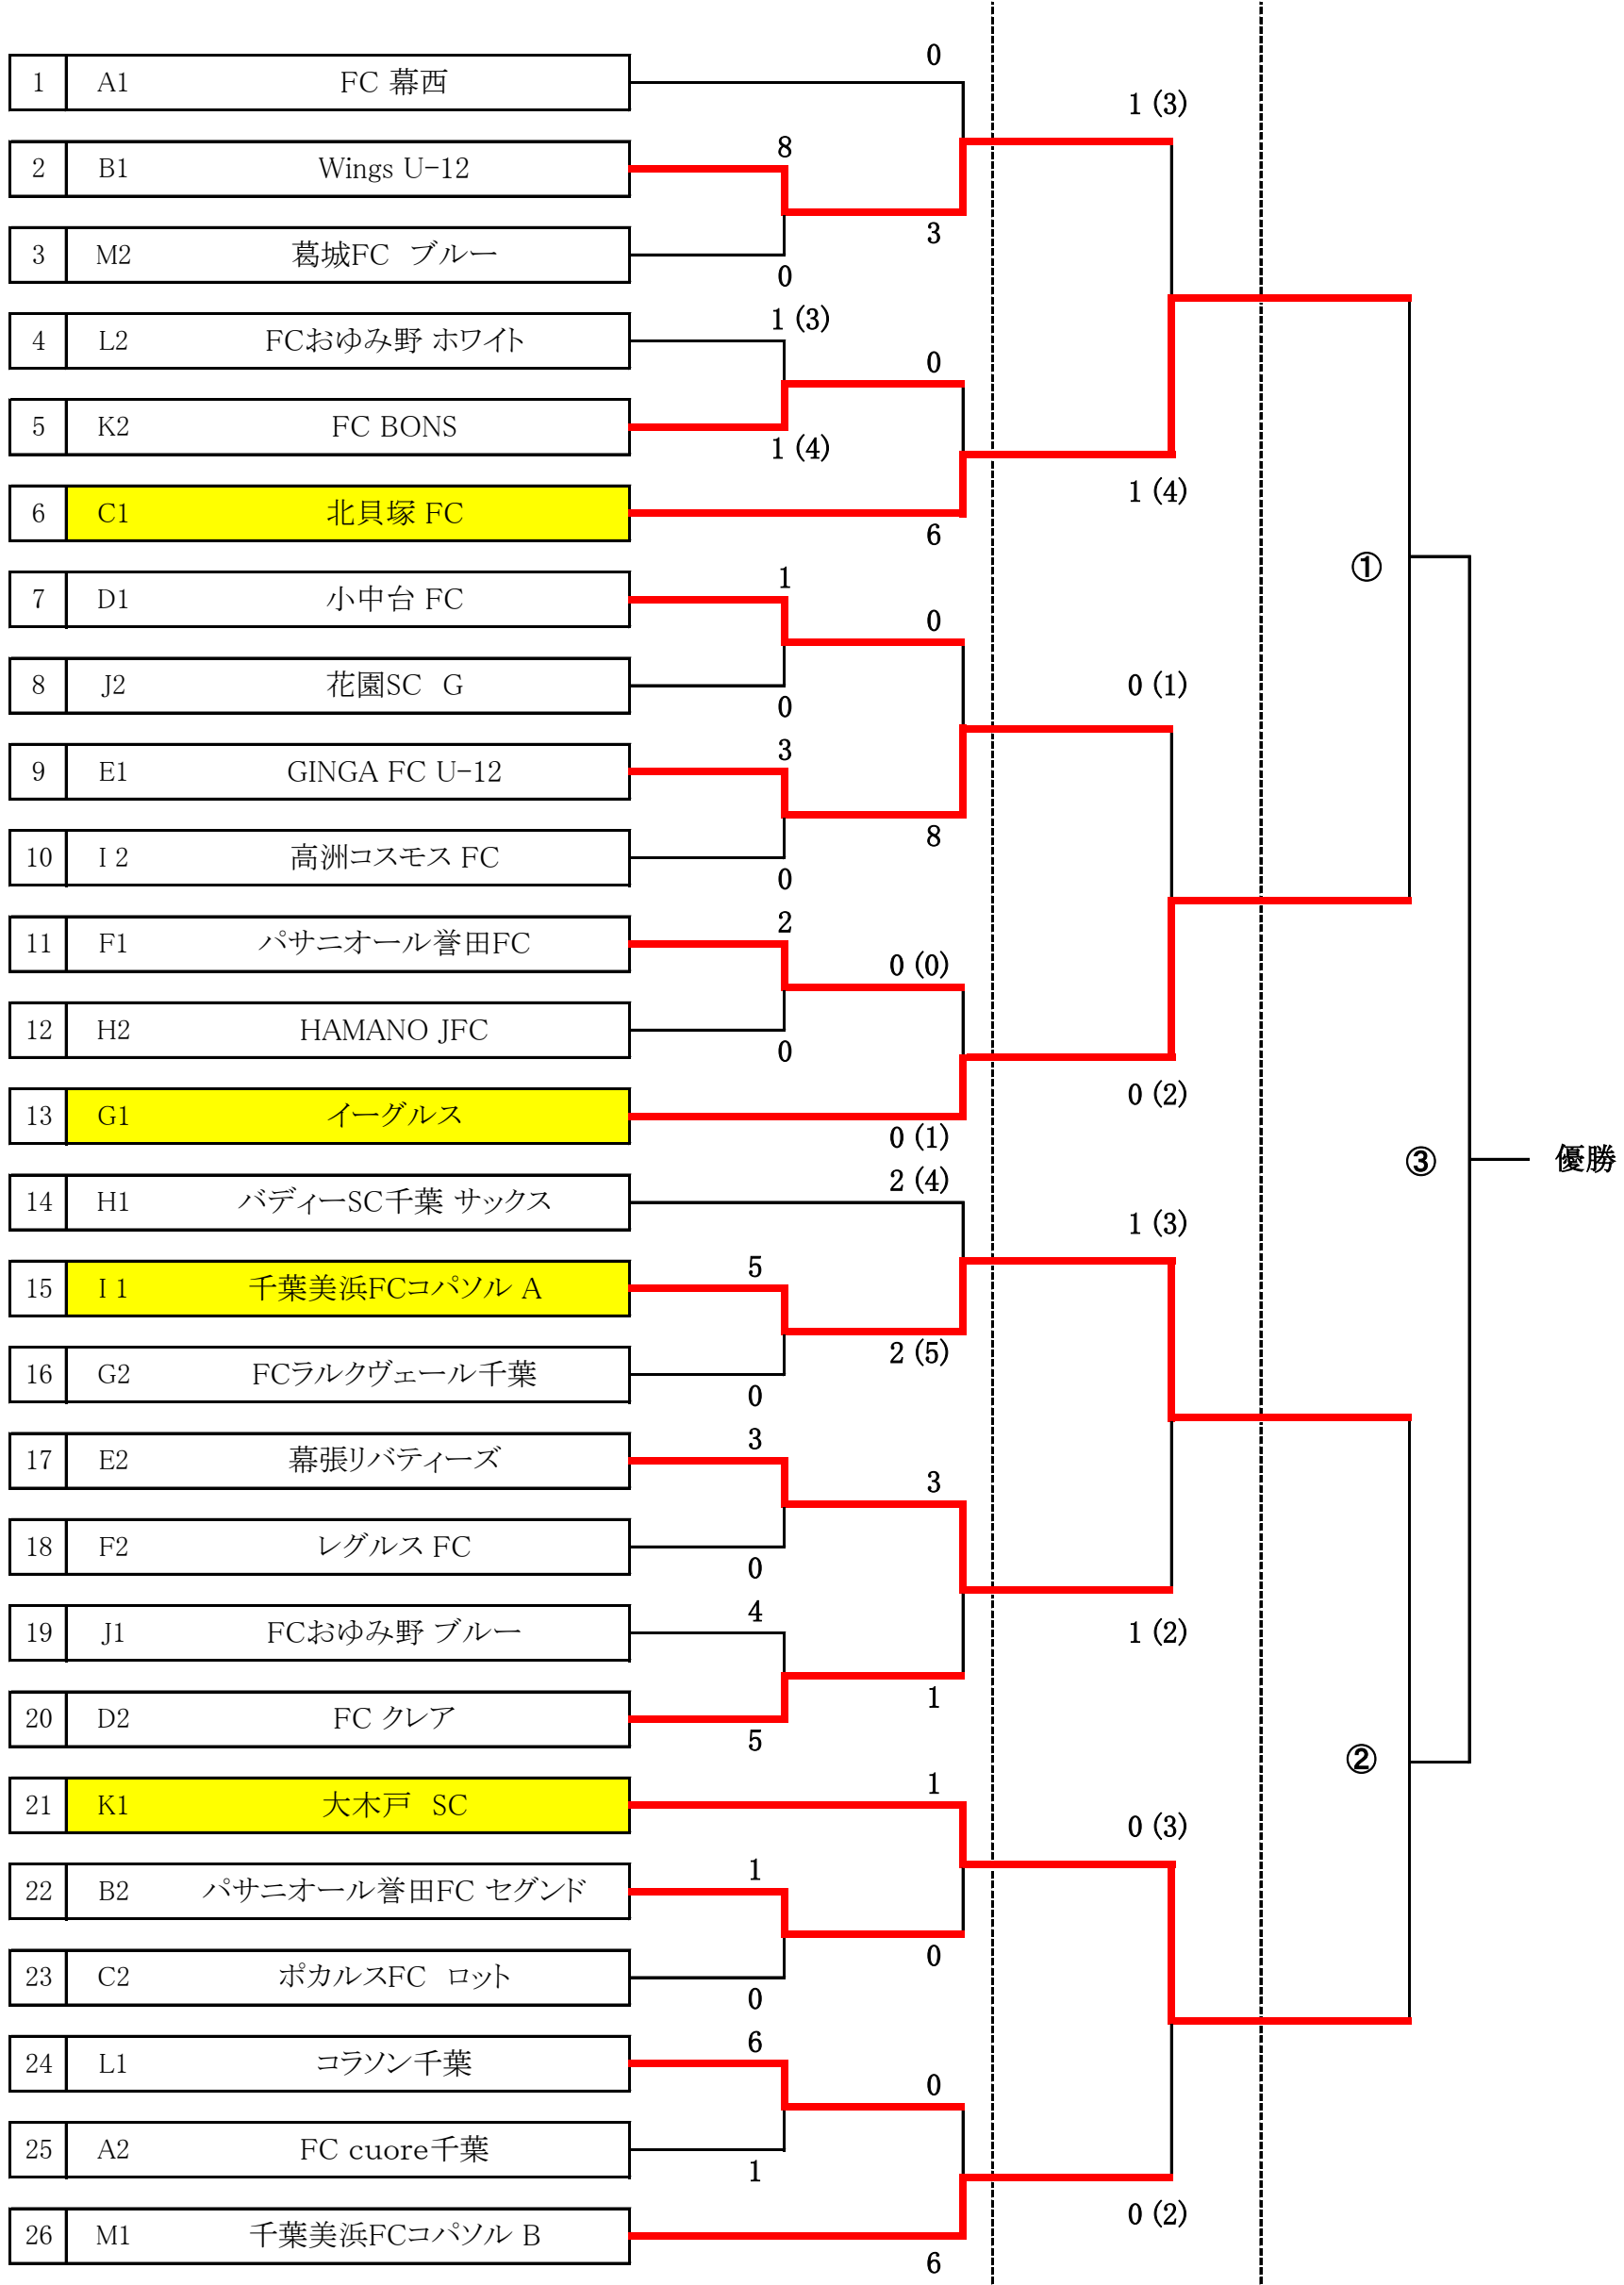 0
1 A1 FC 幕西
1 (3)
8
2 B1 Wings U-12
3
3 M2 葛城FC ブルー
0
1 (3)
4 L2 FCおゆみ野 ホワイト
0
5 K2 FC BONS
1 (4)
1 (4)
6 C1 北貝塚 FC
6
①
1
7 D1 小中台 FC
0
8 J2 花園SC G
0 (1)
0
3
9 E1 GINGA FC U-12
8
10 I 2 高洲コスモス FC
0
2
11 F1 パサニオール誉田FC
0 (0)
12 H2 HAMANO JFC
0
0 (2)
13 G1 イーグルス
0 (1)
③ 優勝
2 (4)
14 H1 バディーSC千葉 サックス
1 (3)
5
15 I 1 千葉美浜FCコパソル A
2 (5)
16 G2 FCラルクヴェール千葉
0
3
17 E2 幕張リバティーズ
3
18 F2 レグルス FC
0
4
19 J1 FCおゆみ野 ブルー
1 (2)
1
20 D2 FC クレア
5
②
1
21 K1 大木戸 SC
0 (3)
1
22 B2 パサニオール誉田FC セグンド
0
23 C2 ポカルスFC ロット
0
6
24 L1 コラソン千葉
0
25 A2 FC cuore千葉
1
0 (2)
26 M1 千葉美浜FCコパソル B
6